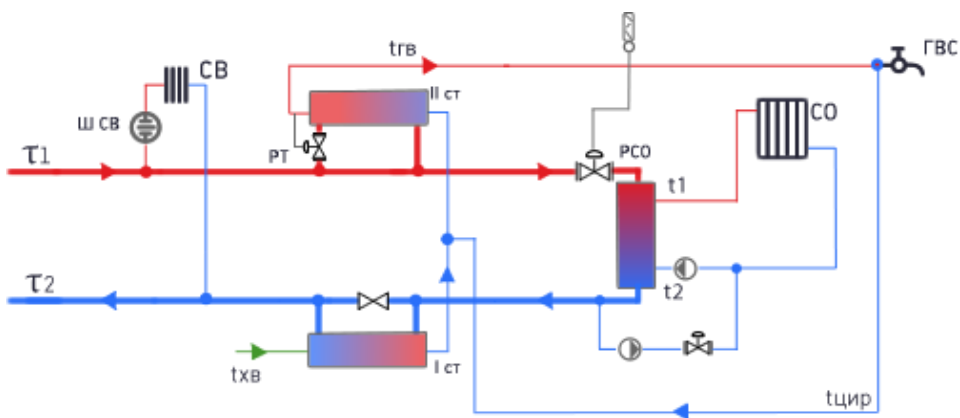 tгв
ГВС
СВ
II ст
СО
Ш СВ
τ1
РТ
РСО
t1
τ2
t2
tхв
I ст
tцир